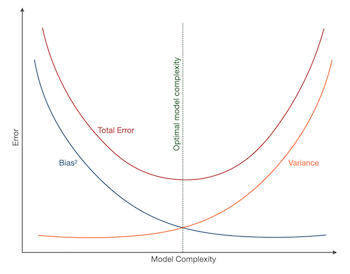 Optimal model complexity
Total Error
Error
Bias²
Variance
Model Complexity